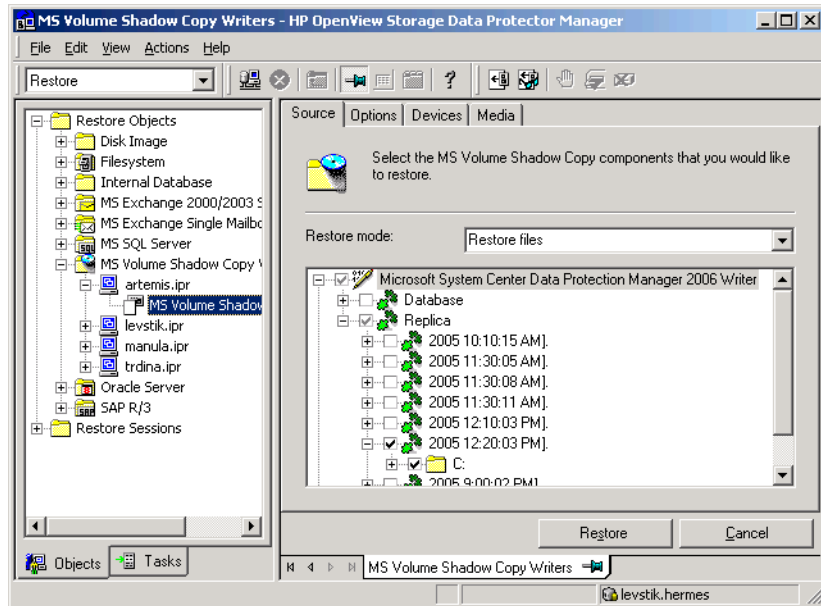 MS Volume Shadow Copy Writers - HP OpenView Storage Data Protector Manager
File Edit View Actions Help
Restore
Restore Objects
Disk Image
Filesystem
Internal Database
MS Exchange 2000/2003 S
MS Exchange Single Mailbo
MS SQL Server
MS Volume Shadow Copy
artemis.ipr
MS Volume Shadow
levstik.ipr
manula.ipr
trdina.ipr
Oracle Server
SAP R/3
Restore Sessions
Objects Tasks
Source Options Devices Media
Select the MS Volume Shadow Copy components that you would like
to restore.
Restore mode: Restore files
Microsoft System Center Data Protection Manager 2006 Writer
Database
Replica
2005 10:10:15 AM].
2005 11:30:05 AM].
2005 11:30:08 AM].
2005 11:30:11 AM].
2005 12:10:03 PM].
2005 12:20:03 PM].
C:
2005 9:00:02 PM].
Restore Cancel
MS Volume Shadow Copy Writers
levstik.hermes